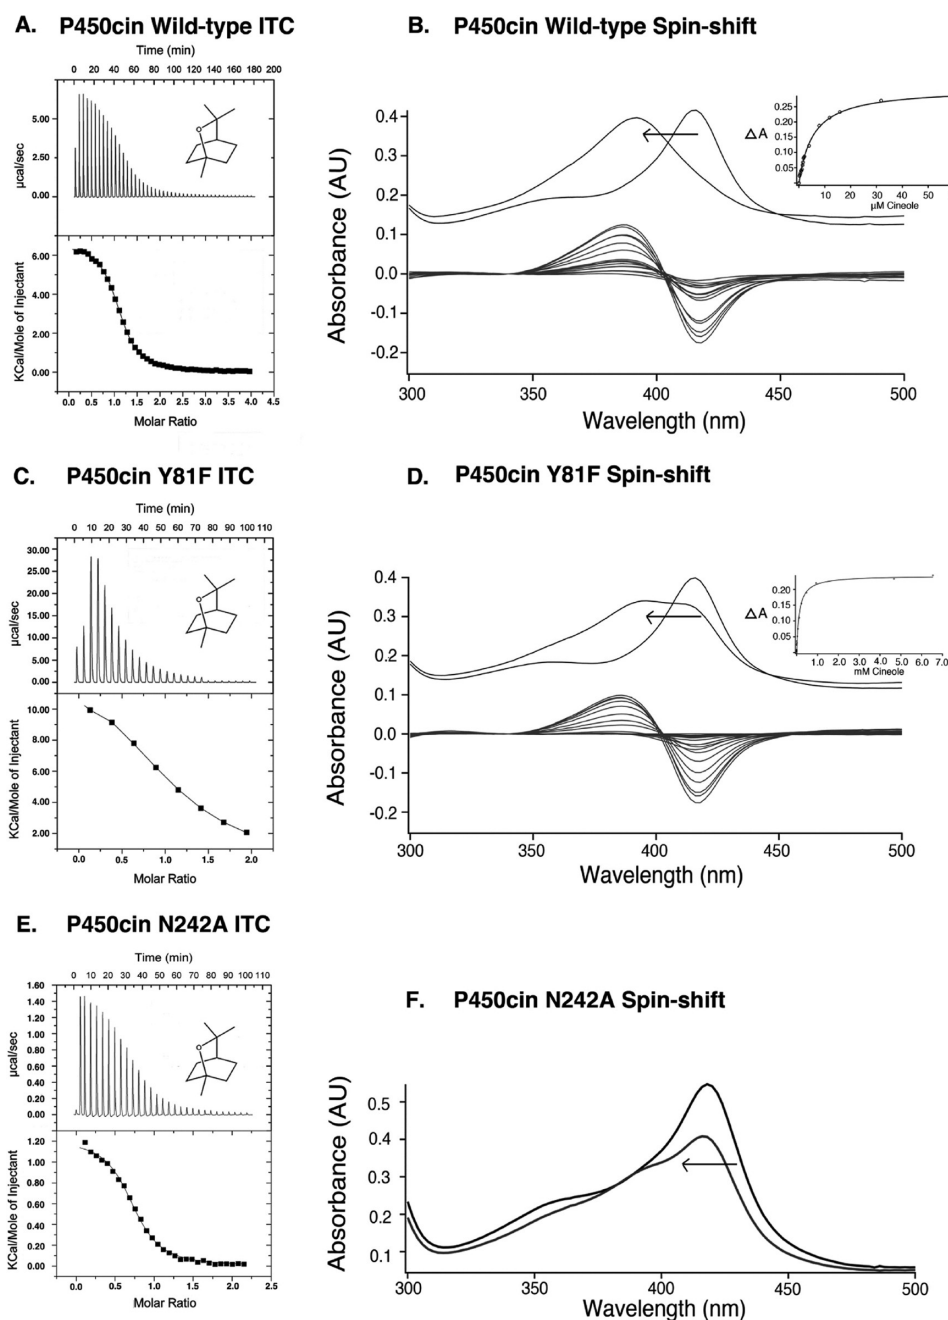 A. P450cin Wild-type ITC
Time (min)
0 20 40 60 80 100 120 140 160 180 200
µcal/sec
5.00
2.50
0.00
O
KCal/Mole of Injectant
6.00
4.00
2.00
0.00
0.0 0.5 1.0 1.5 2.0 2.5 3.0 3.5 4.0 4.5
Molar Ratio
B. P450cin Wild-type Spin-shift
Absorbance (AU)
0.4
0.3
0.2
0.1
0.0
-0.1
-0.2
300 350 400 450 500
Wavelength (nm)
ΔA
0.25
0.20
0.15
0.10
0.05
0 10 20 30 40 50
µM Cineole
C. P450cin Y81F ITC
Time (min)
0 10 20 30 40 50 60 70 80 90 100 110
µcal/sec
30.00
25.00
20.00
15.00
10.00
5.00
0.00
O
KCal/Mole of Injectant
10.00
8.00
6.00
4.00
2.00
0.0 0.5 1.0 1.5 2.0
Molar Ratio
D. P450cin Y81F Spin-shift
Absorbance (AU)
0.4
0.3
0.2
0.1
0.0
-0.1
-0.2
300 350 400 450 500
Wavelength (nm)
ΔA
0.20
0.15
0.10
0.05
1.0 2.0 3.0 4.0 5.0 6.0 7.0
mM Cineole
E. P450cin N242A ITC
Time (min)
0 10 20 30 40 50 60 70 80 90 100 110
µcal/sec
1.60
1.40
1.20
1.00
0.80
0.60
0.40
0.20
0.00
O
KCal/Mole of Injectant
1.20
1.00
0.80
0.60
0.40
0.20
0.00
0.0 0.5 1.0 1.5 2.0 2.5
Molar Ratio
F. P450cin N242A Spin-shift
Absorbance (AU)
0.5
0.4
0.3
0.2
0.1
300 350 400 450 500
Wavelength (nm)